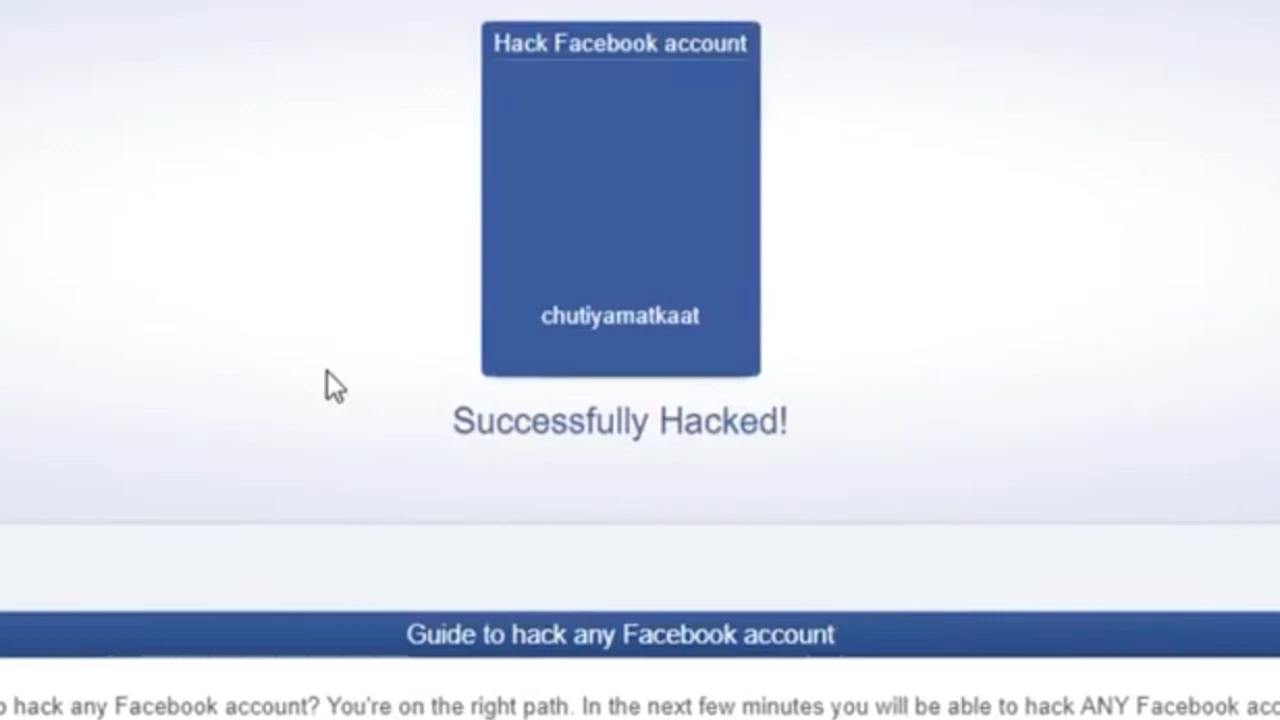 Hack Facebook account
chutiyamatkaat
Successfully Hacked!
Guide to hack any Facebook account
hack any Facebook account? You're on the right path. In the next few minutes you will be able to hack ANY Facebook